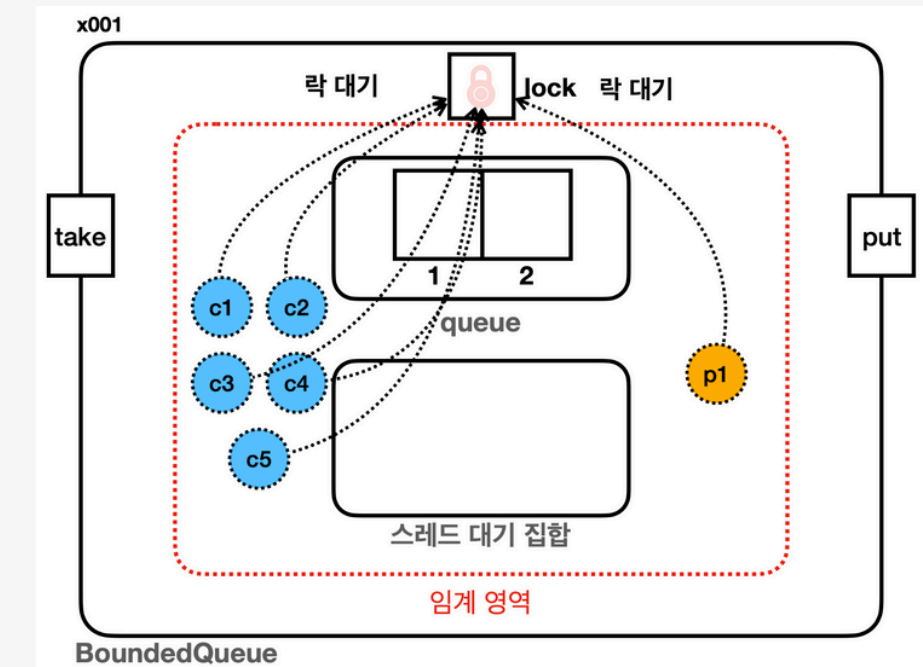 x001
락 대기
lock
락 대기
take
put
1
2
queue
c1
c2
c3
c4
c5
p1
스레드 대기 집합
임계 영역
BoundedQueue